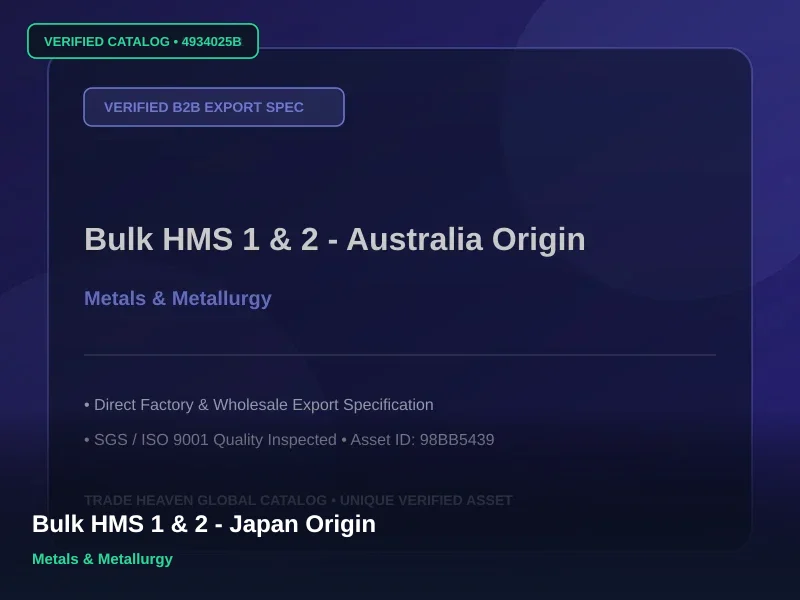 VERIFIED CATALOG • 4934025B
VERIFIED B2B EXPORT SPEC
Bulk HMS 1 & 2 - Australia Origin
Metals & Metallurgy
• Direct Factory & Wholesale Export Specification
• SGS / ISO 9001 Quality Inspected • Asset ID: 98BB5439
TRADE HEAVEN GLOBAL CATALOG • UNIQUE VERIFIED ASSET
Bulk HMS 1 & 2 - Japan Origin
Metals & Metallurgy